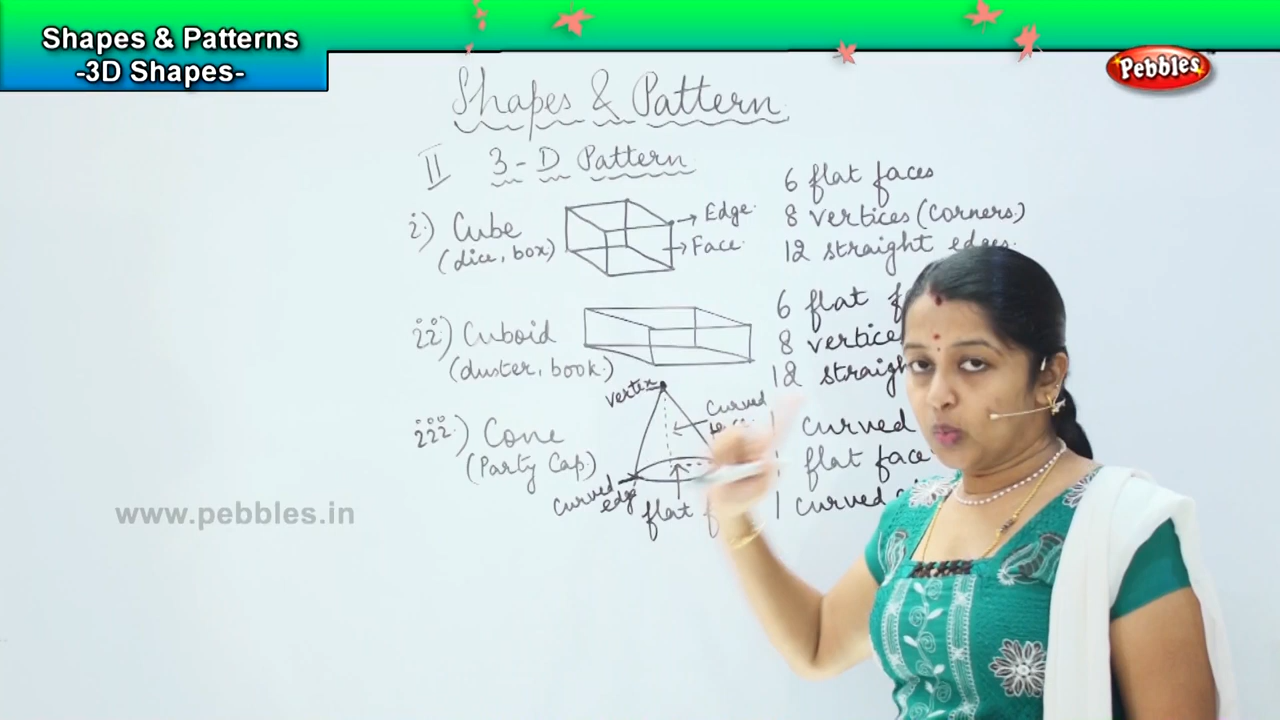 Shapes & Patterns
-3D Shapes-
Pebbles
Shapes & Pattern
II 3-D Pattern
i) Cube
(dice, box)
Edge
Face
6 flat faces
8 vertices (corners)
12 straight edges
ii) Cuboid
(duster, book)
6 flat
8
12
iii) Cone
(Party Cap)
vertex
curved
curved edge
flat
curved
flat face
1 curved
www.pebbles.in